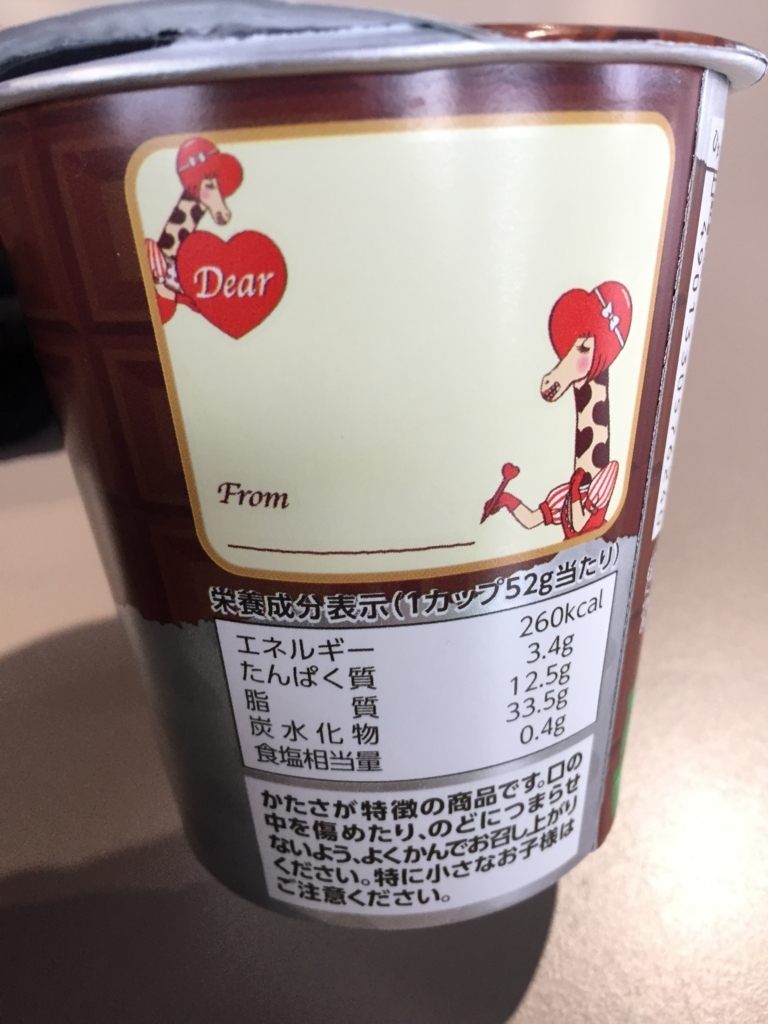 Dear
From
栄養成分表示(1カップ52g当たり)
エネルギー 260kcal
たんぱく質 3.4g
脂質 12.5g
炭水化物 33.5g
食塩相当量 0.4g
かたさが特徴の商品です。口の
中を傷めたり、のどにつまらせ
ないよう、よくかんでお召し上がり
ください。特に小さなお子様は
ご注意ください。